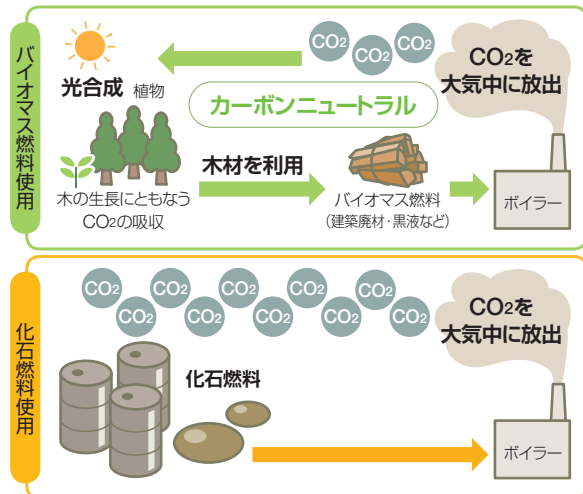 バイオマス燃料使用
CO2 CO2 CO2
CO2を
大気中に放出
光合成 植物
カーボンニュートラル
木材を利用
木の生長にともなう
CO2の吸収
バイオマス燃料
(建築廃材・黒液など)
ボイラー
化石燃料使用
CO2 CO2 CO2 CO2 CO2
CO2 CO2 CO2 CO2 CO2
CO2を
大気中に放出
化石燃料
ボイラー